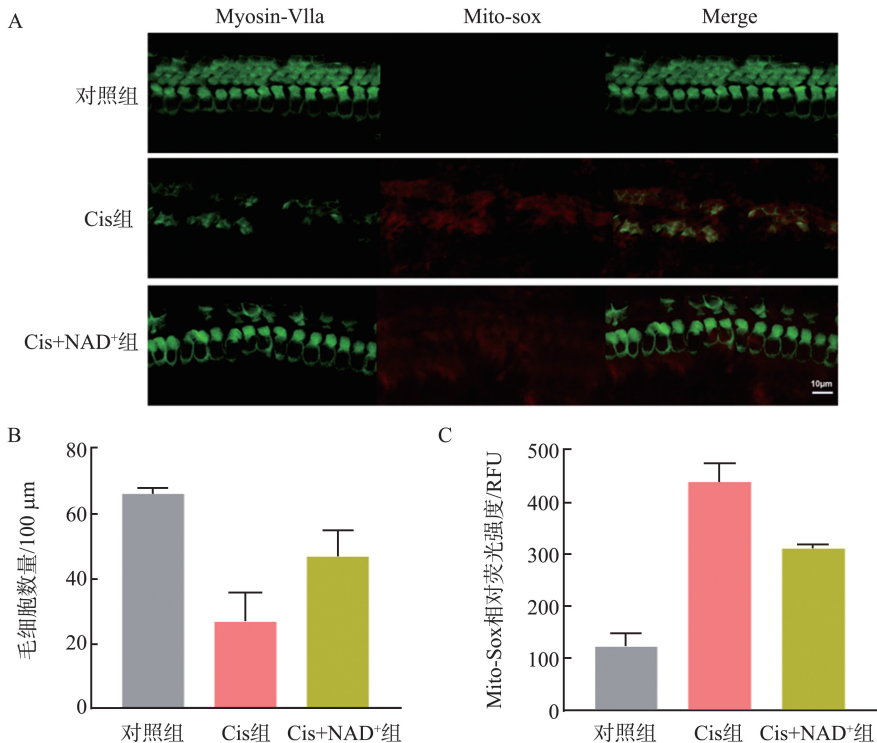 A
Myosin-Vlla Mito-sox Merge
对照组
Cis组
Cis+NAD⁺组
10μm
B
毛细胞数量/100 μm
80
60
40
20
0
对照组 Cis组 Cis+NAD⁺组
C
Mito-Sox相对荧光强度/RFU
500
400
300
200
100
0
对照组 Cis组 Cis+NAD⁺组